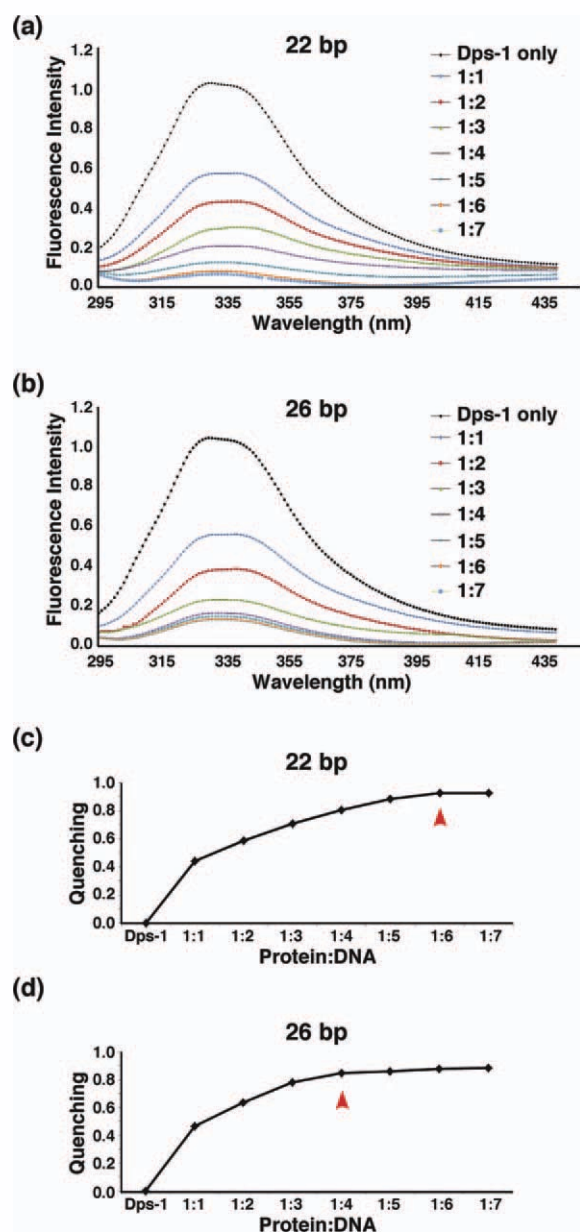 (a)
22 bp
Fluorescence Intensity
1.2
1.0
0.8
0.6
0.4
0.2
0.0
295 315 335 355 375 395 415 435
Wavelength (nm)
Dps-1 only
1:1
1:2
1:3
1:4
1:5
1:6
1:7
(b)
26 bp
Fluorescence Intensity
1.2
1.0
0.8
0.6
0.4
0.2
0.0
295 315 335 355 375 395 415 435
Wavelength (nm)
Dps-1 only
1:1
1:2
1:3
1:4
1:5
1:6
1:7
(c)
22 bp
Quenching
1.0
0.8
0.6
0.4
0.2
0.0
Dps-1 1:1 1:2 1:3 1:4 1:5 1:6 1:7
Protein:DNA
(d)
26 bp
Quenching
1.0
0.8
0.6
0.4
0.2
0.0
Dps-1 1:1 1:2 1:3 1:4 1:5 1:6 1:7
Protein:DNA